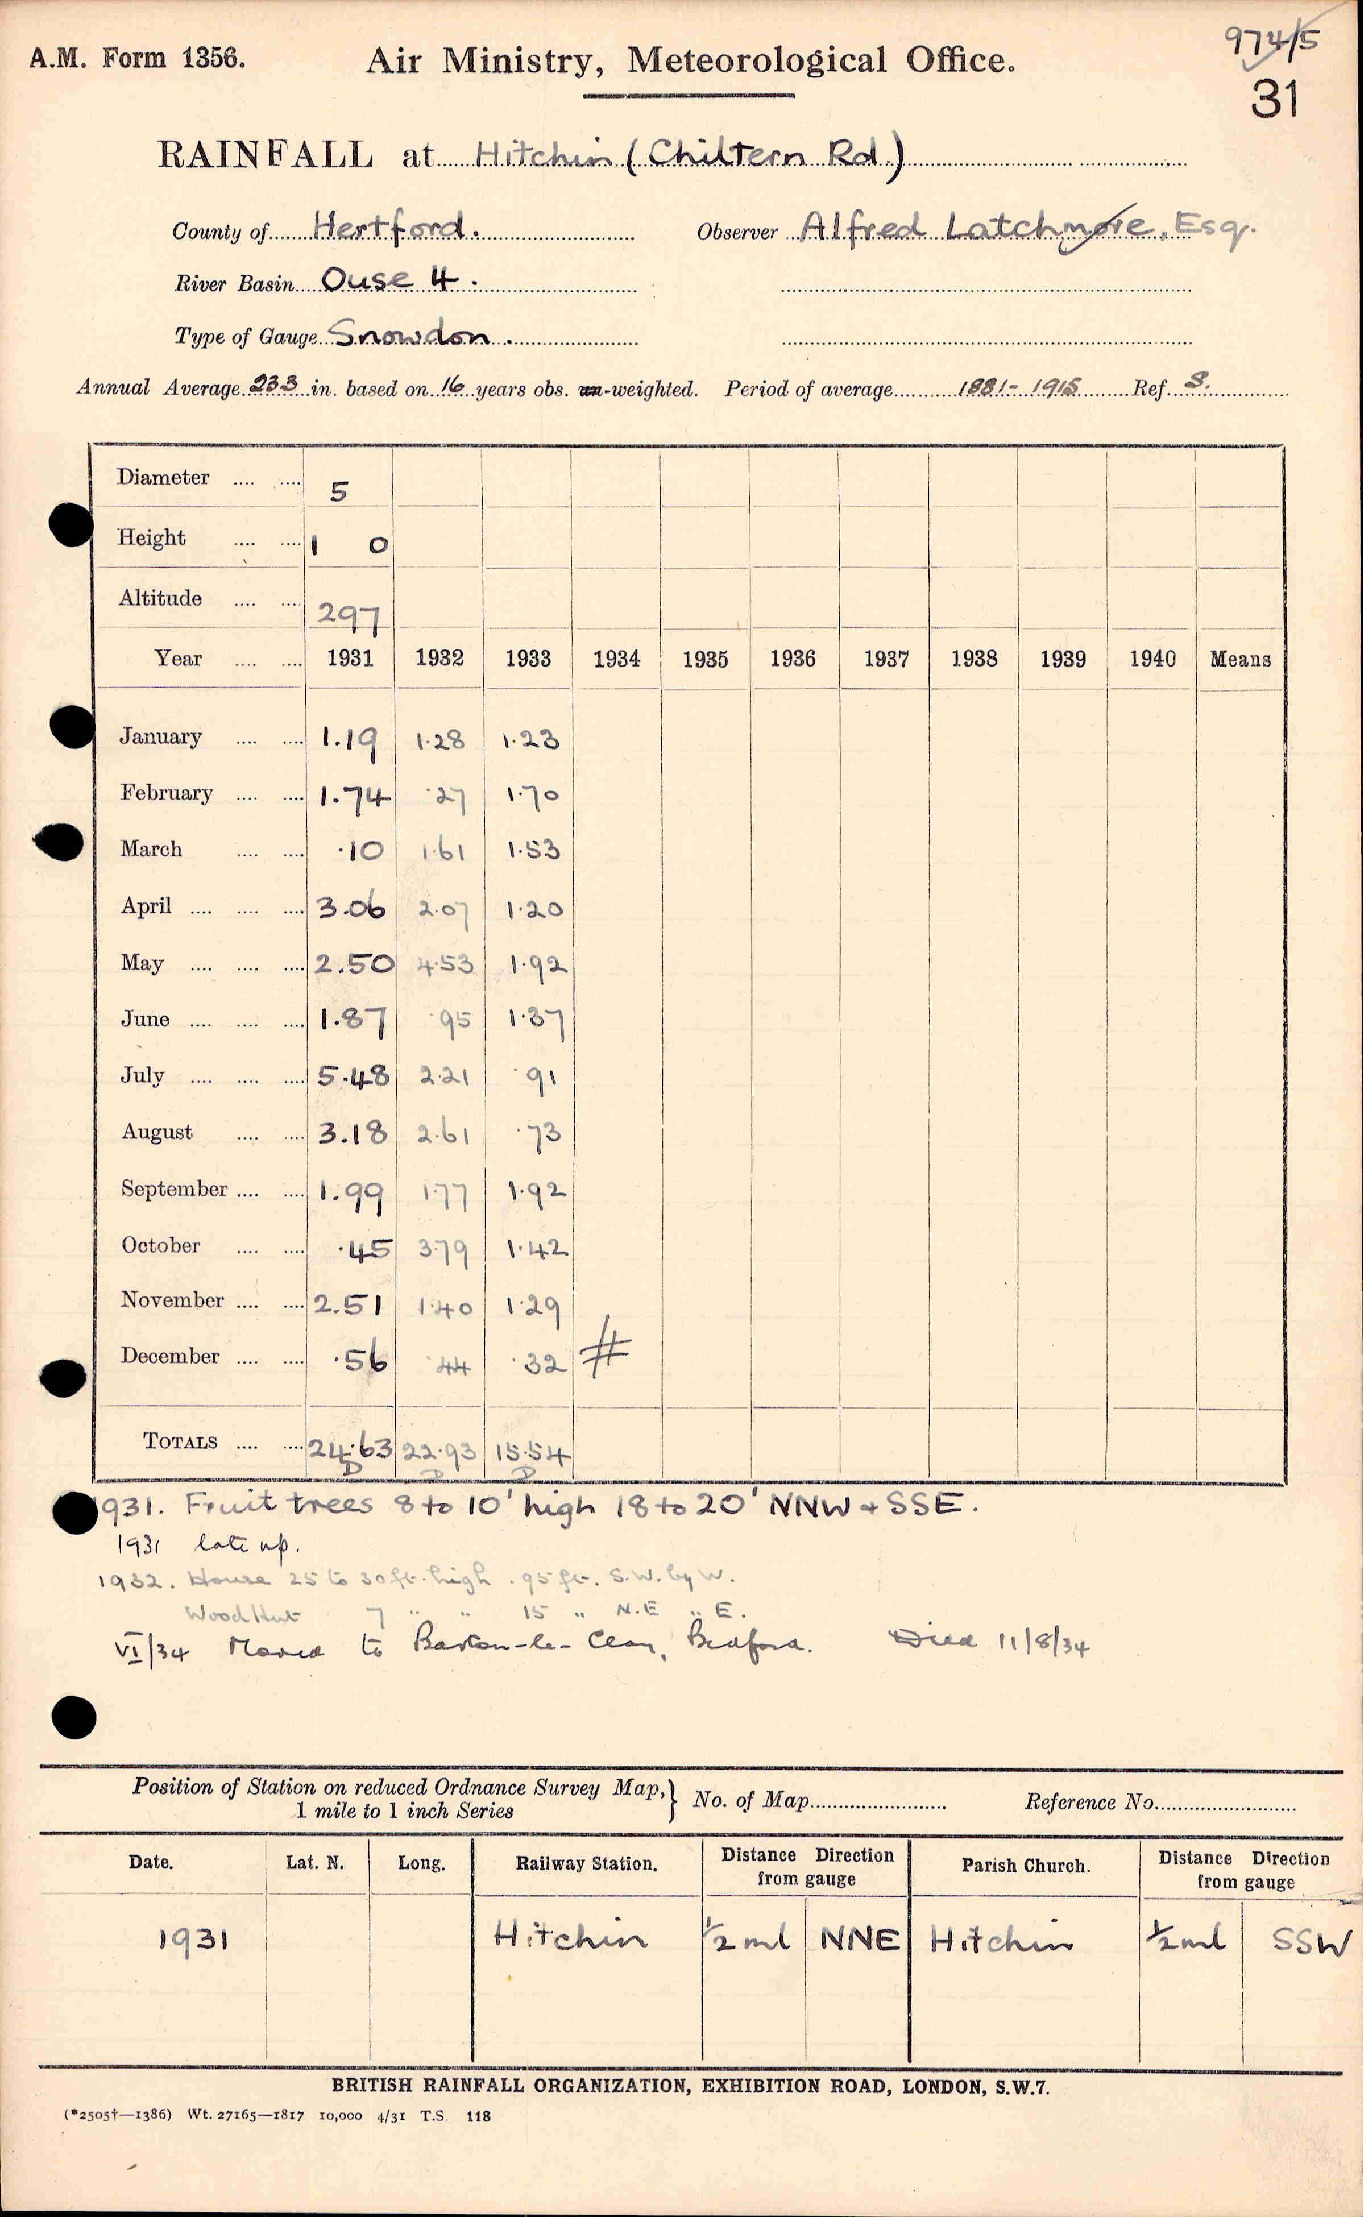 974/5
A.M. Form 1356. Air Ministry, Meteorological Office.
31
RAINFALL at Hitchin (Chiltern Rd.)
County of Hertford. Observer Alfred Latchmore, Esq.
River Basin Ouse 4.
Type of Gauge Snowdon.
Annual Average 23.3 in. based on 16 years obs. un-weighted. Period of average 1881-1915 Ref. S.
Diameter .... .... 5
Height .... .... 1 0
Altitude .... .... 297
Year .... .... 1931 1932 1933 1934 1935 1936 1937 1938 1939 1940 Means
January .... .... 1.19 1.28 1.23
February .... .... 1.74 .27 1.70
March .... .... .10 1.61 1.53
April .... .... .... 3.06 2.07 1.20
May .... .... .... 2.50 4.53 1.92
June .... .... .... 1.87 .95 1.37
July .... .... .... 5.48 2.21 .91
August .... .... 3.18 2.61 .73
September .... .... 1.99 1.77 1.92
October .... .... .45 3.79 1.42
November .... .... 2.51 1.40 1.29
December .... .... .56 .44 .32 #
TOTALS .... .... 24.63 22.93 15.54
D D D
1931. Fruit trees 8 to 10' high 18 to 20' NNW + SSE.
1931 late up.
1932. House 25 to 30 ft. high . 95 ft. S.W. by W.
Wood Hut 7 " " 15 " N.E " E.
VI/34 Moved to Barton-le-Clay, Bedford. Died 11/8/34
Position of Station on reduced Ordnance Survey Map, } No. of Map Reference No.
1 mile to 1 inch Series
Date. Lat. N. Long. Railway Station. Distance Direction from gauge Parish Church. Distance Direction from gauge
1931 Hitchin 1/2 ml NNE Hitchin 1/2 ml SSW
BRITISH RAINFALL ORGANIZATION, EXHIBITION ROAD, LONDON, S.W.7.
(*2505†—1386) Wt. 27165—1817 10,000 4/31 T.S. 118